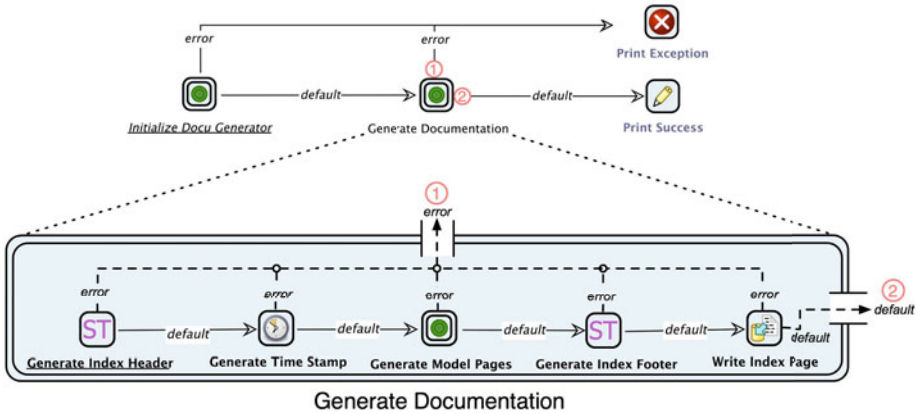 error
error
Print Exception
①
default
②
default
Initialize Docu Generator
Generate Documentation
Print Success
①
error
②
default
error
error
error
error
error
ST
default
default
default
ST
default
default
Generate Index Header
Generate Time Stamp
Generate Model Pages
Generate Index Footer
Write Index Page
Generate Documentation